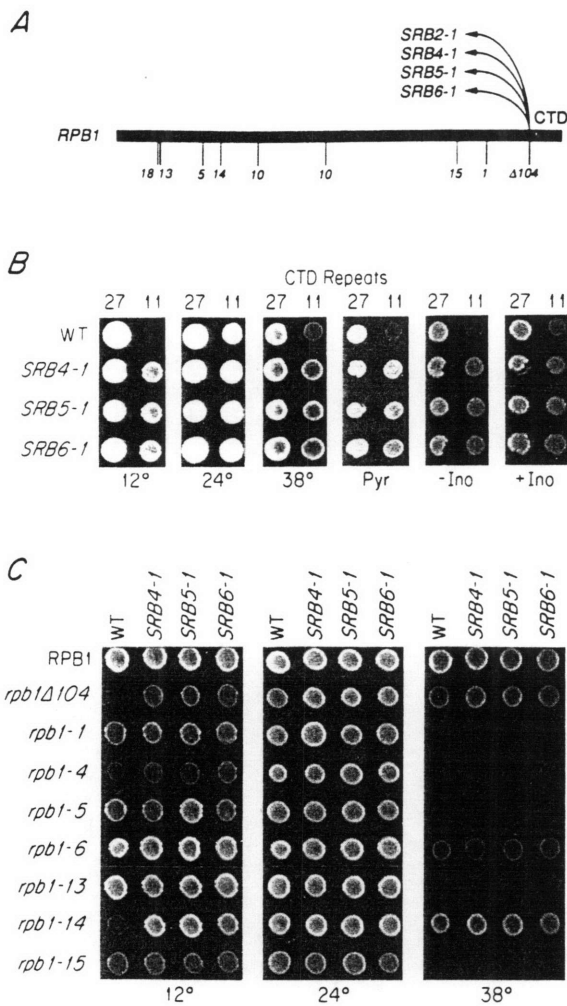 A
SRB2-1
SRB4-1
SRB5-1
SRB6-1
CTD
RPB1
18 13 5 14 10 10 15 1 Δ104
B
CTD Repeats
27 11 27 11 27 11 27 11 27 11 27 11
WT
SRB4-1
SRB5-1
SRB6-1
12° 24° 38° Pyr -Ino +Ino
C
WT SRB4-1 SRB5-1 SRB6-1 WT SRB4-1 SRB5-1 SRB6-1 WT SRB4-1 SRB5-1 SRB6-1
RPB1
rpb1Δ104
rpb1-1
rpb1-4
rpb1-5
rpb1-6
rpb1-13
rpb1-14
rpb1-15
12° 24° 38°